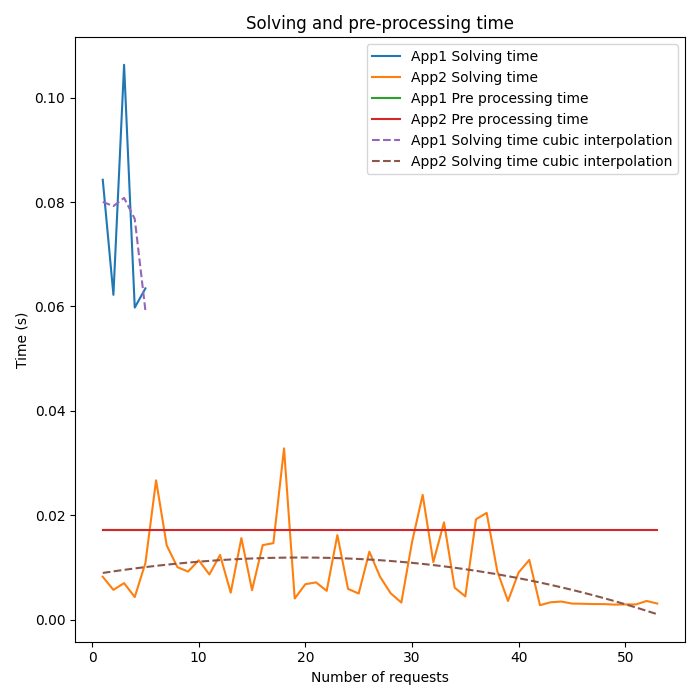 Solving and pre-processing time
App1 Solving time
App2 Solving time
App1 Pre processing time
App2 Pre processing time
App1 Solving time cubic interpolation
App2 Solving time cubic interpolation
Time (s)
0.10
0.08
0.06
0.04
0.02
0.00
0 10 20 30 40 50
Number of requests